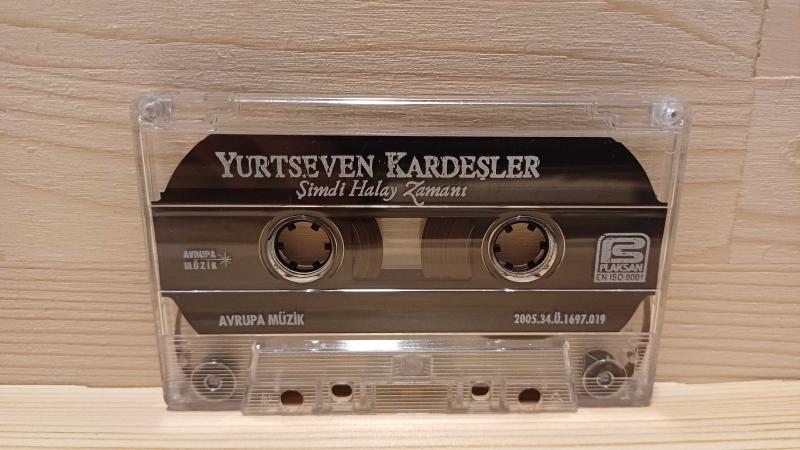 YURTSEVEN KARDEŞLER
Şimdi Halay Zamanı
AVRUPA
MÜZİK
PLAKSAN
EN ISO 9001
AVRUPA MÜZİK
2005.34.Ü.1697.019